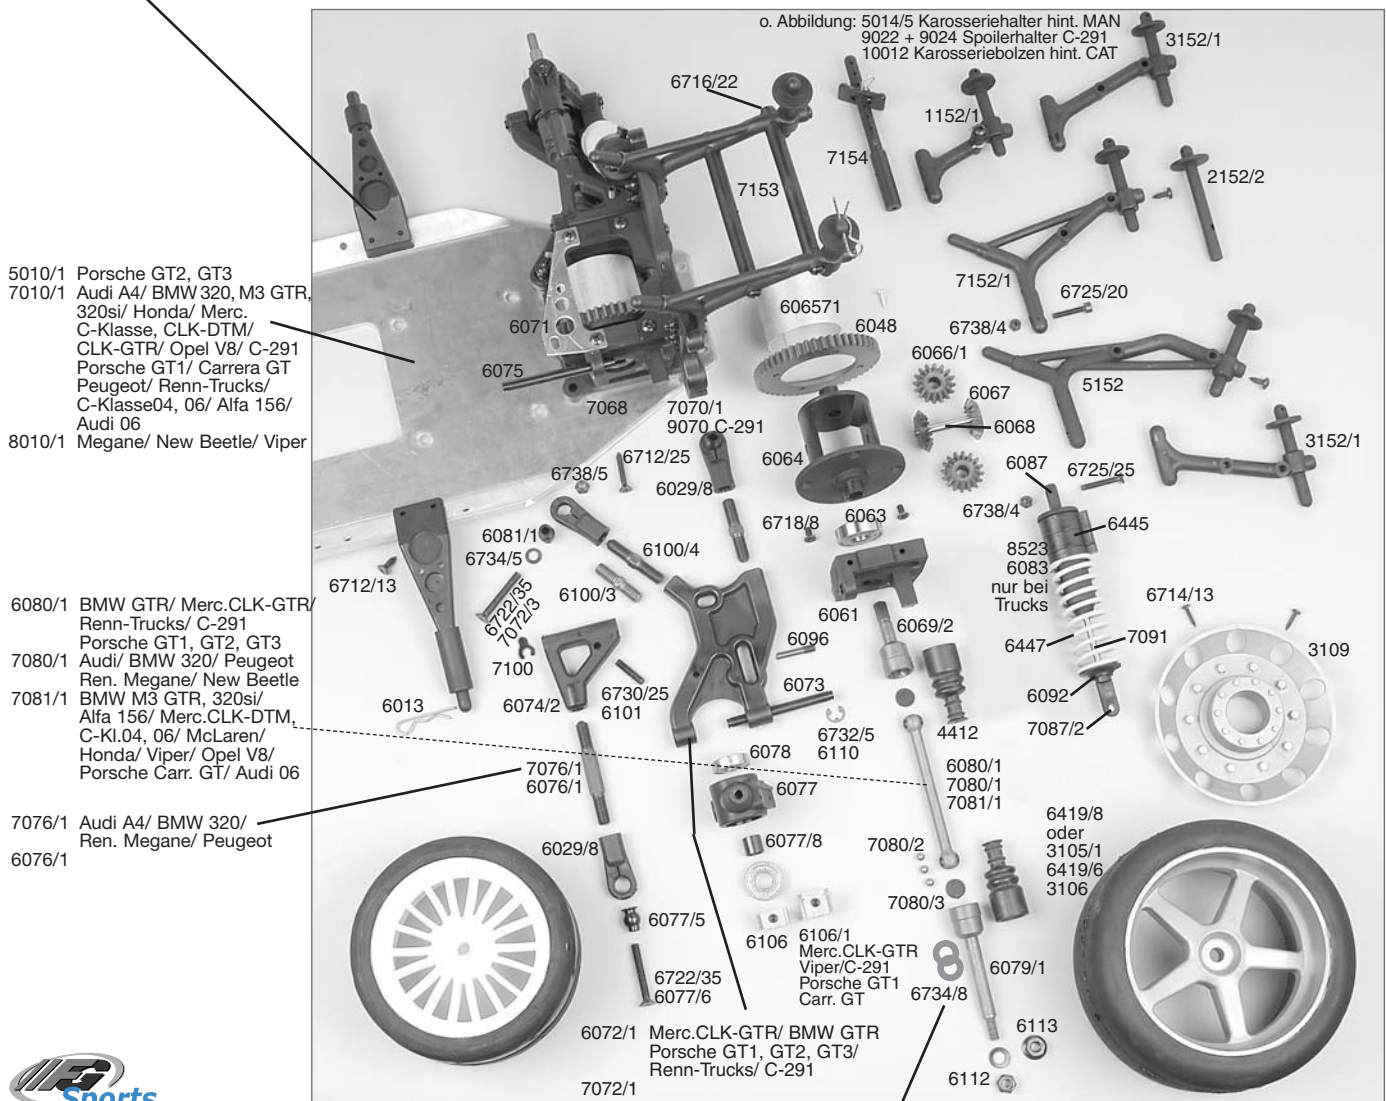 o. Abbildung: 5014/5 Karosseriehalter hint. MAN
9022 + 9024 Spoilerhalter C-291
10012 Karosseriebolzen hint. CAT
3152/1
6716/22
1152/1
7154
7153
2152/2
7152/1
5010/1 Porsche GT2, GT3
7010/1 Audi A4/ BMW 320, M3 GTR,
320si/ Honda/ Merc.
C-Klasse, CLK-DTM/
CLK-GTR/ Opel V8/ C-291
Porsche GT1/ Carrera GT
Peugeot/ Renn-Trucks/
C-Klasse04, 06/ Alfa 156/
Audi 06
8010/1 Megane/ New Beetle/ Viper
6725/20
606571
6071
6048
6738/4
6066/1
6075
5152
6067
7068
7070/1
9070 C-291
6068
3152/1
6712/25
6064
6087
6725/25
6738/5
6029/8
6738/4
6718/8
6063
6445
6081/1
6100/4
8523
6083
nur bei
Trucks
6734/5
6712/13
6100/3
6722/35
7072/3
6061
6714/13
6080/1 BMW GTR/ Merc.CLK-GTR/
Renn-Trucks/ C-291
Porsche GT1, GT2, GT3
7080/1 Audi/ BMW 320/ Peugeot
Ren. Megane/ New Beetle
7081/1 BMW M3 GTR, 320si/
Alfa 156/ Merc.CLK-DTM,
C-Kl.04, 06/ McLaren/
Honda/ Viper/ Opel V8/
Porsche Carr. GT/ Audi 06
6069/2
6096
6447
7091
3109
7100
6730/25
6101
6073
6092
6013
6074/2
6732/5
6110
4412
7087/2
6078
7076/1
6076/1
6077
6080/1
7080/1
7081/1
7076/1 Audi A4/ BMW 320/
Ren. Megane/ Peugeot
6076/1
6419/8
oder
3105/1
6419/6
3106
6029/8
6077/8
7080/2
7080/3
6077/5
6106
6106/1
Merc.CLK-GTR
Viper/C-291
Porsche GT1
Carr. GT
6079/1
6722/35
6077/6
6734/8
6072/1 Merc.CLK-GTR/ BMW GTR
Porsche GT1, GT2, GT3/
Renn-Trucks/ C-291
6113
6112
7072/1
FG
Sports